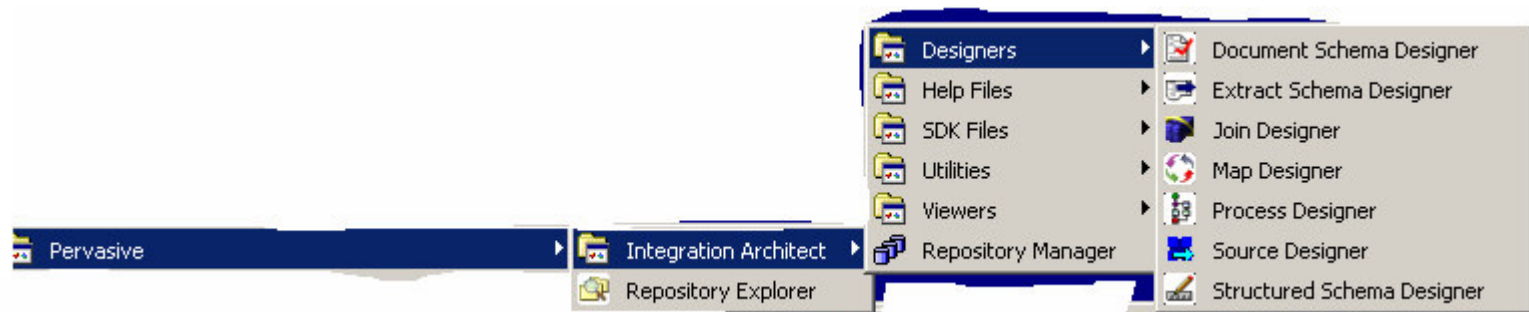 Pervasive
Integration Architect
Repository Explorer
Designers
Help Files
SDK Files
Utilities
Viewers
Repository Manager
Document Schema Designer
Extract Schema Designer
Join Designer
Map Designer
Process Designer
Source Designer
Structured Schema Designer